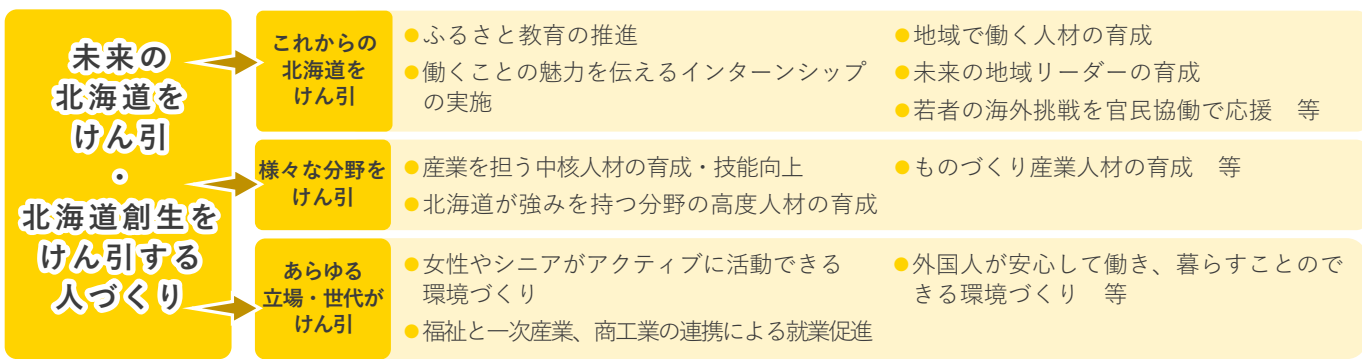 未来の
北海道を
けん引
・
北海道創生を
けん引する
人づくり
これからの
北海道を
けん引
●ふるさと教育の推進
●働くことの魅力を伝えるインターンシップ
の実施
●地域で働く人材の育成
●未来の地域リーダーの育成
●若者の海外挑戦を官民協働で応援　等
様々な分野を
けん引
●産業を担う中核人材の育成・技能向上
●北海道が強みを持つ分野の高度人材の育成
●ものづくり産業人材の育成　等
あらゆる
立場・世代が
けん引
●女性やシニアがアクティブに活動できる
環境づくり
●福祉と一次産業、商工業の連携による就業促進
●外国人が安心して働き、暮らすことので
きる環境づくり　等